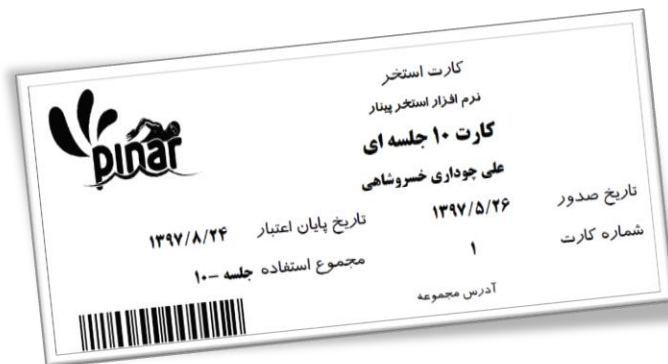 pinar
کارت استخر
نرم افزار استخر پینار
کارت ۱۰ جلسه ای
علی چوداری خسروشاهی
تاریخ صدور ۱۳۹۷/۵/۲۶ تاریخ پایان اعتبار ۱۳۹۷/۸/۲۴
شماره کارت ۱ مجموع استفاده جلسه -۱۰
آدرس مجموعه